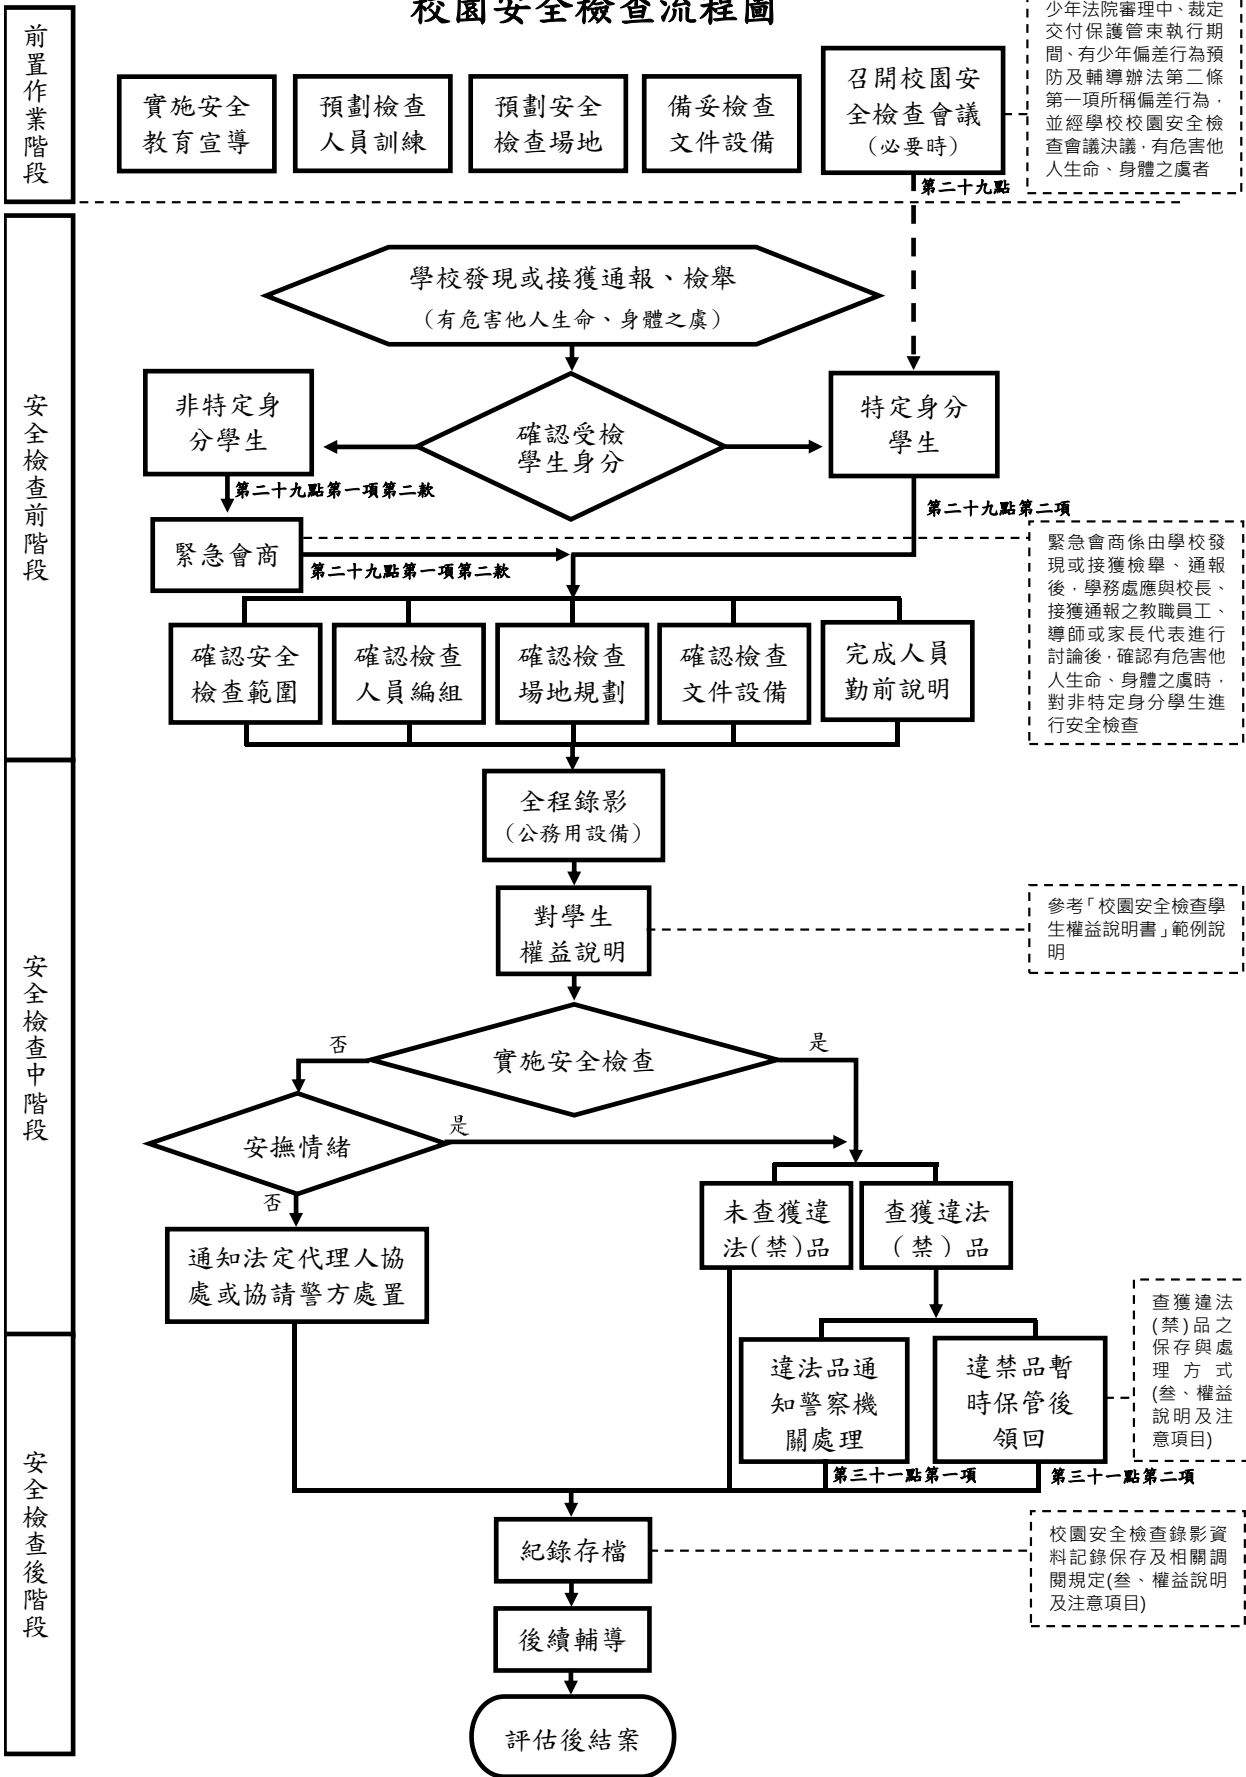 校園安全檢查流程圖
前置作業階段
實施安全
教育宣導
預劃檢查
人員訓練
預劃安全
檢查場地
備妥檢查
文件設備
召開校園安
全檢查會議
(必要時)
少年法院審理中、裁定
交付保護管束執行期
間、有少年偏差行為預
防及輔導辦法第二條
第一項所稱偏差行為，
並經學校校園安全檢
查會議決議，有危害他
人生命、身體之虞者
第二十九點
安全檢查前階段
學校發現或接獲通報、檢舉
（有危害他人生命、身體之虞）
非特定身
分學生
確認受檢
學生身分
特定身分
學生
第二十九點第一項第二款
第二十九點第二項
緊急會商
第二十九點第一項第二款
緊急會商係由學校發
現或接獲檢舉、通報
後，學務處應與校長、
接獲通報之教職員工、
導師或家長代表進行
討論後，確認有危害他
人生命、身體之虞時，
對非特定身分學生進
行安全檢查
確認安全
檢查範圍
確認檢查
人員編組
確認檢查
場地規劃
確認檢查
文件設備
完成人員
勤前說明
安全檢查中階段
全程錄影
（公務用設備）
對學生
權益說明
參考「校園安全檢查學
生權益說明書」範例說
明
實施安全檢查
否
是
安撫情緒
是
否
通知法定代理人協
處或協請警方處置
未查獲違
法(禁)品
查獲違法
（禁）品
安全檢查後階段
違法品通
知警察機
關處理
違禁品暫
時保管後
領回
查獲違法
(禁)品之
保存與處
理方式
(叁、權益
說明及注
意項目)
第三十一點第一項
第三十一點第二項
紀錄存檔
校園安全檢查錄影資
料記錄保存及相關調
閱規定(叁、權益說明
及注意項目)
後續輔導
評估後結案